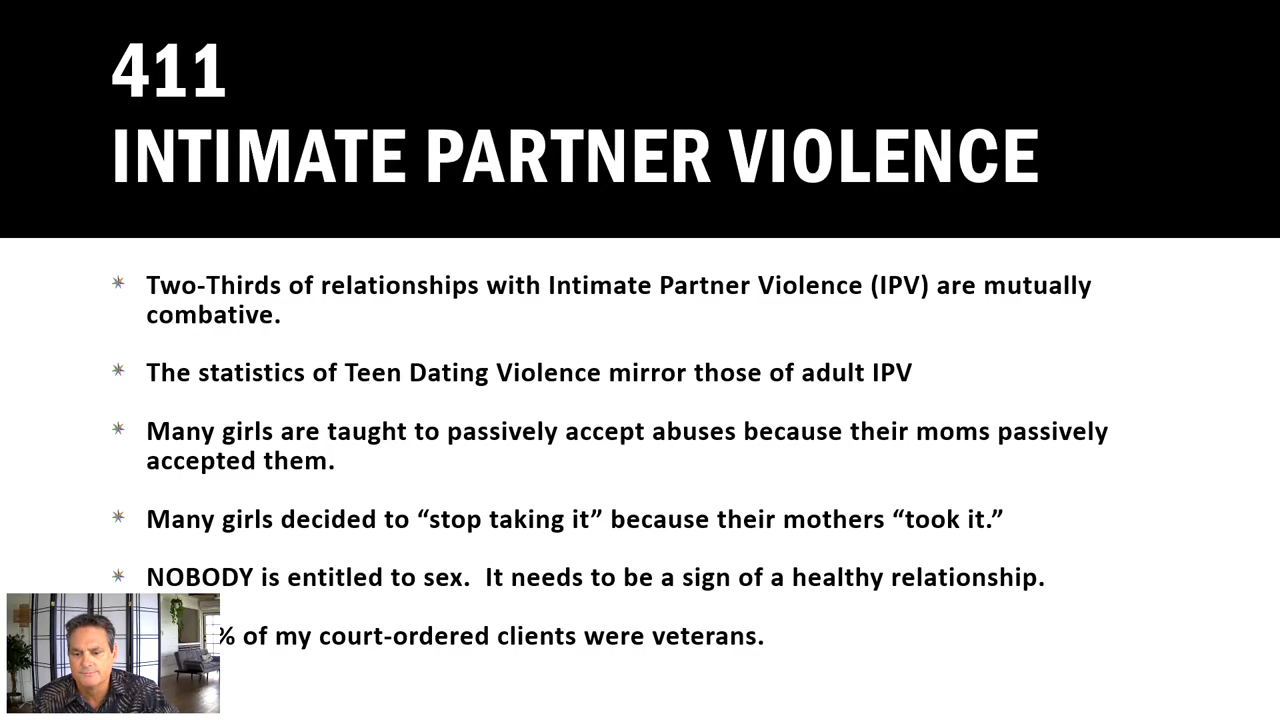 411
INTIMATE PARTNER VIOLENCE
Two-Thirds of relationships with Intimate Partner Violence (IPV) are mutually
combative.
The statistics of Teen Dating Violence mirror those of adult IPV
Many girls are taught to passively accept abuses because their moms passively
accepted them.
Many girls decided to “stop taking it” because their mothers “took it.”
NOBODY is entitled to sex.  It needs to be a sign of a healthy relationship.
% of my court-ordered clients were veterans.